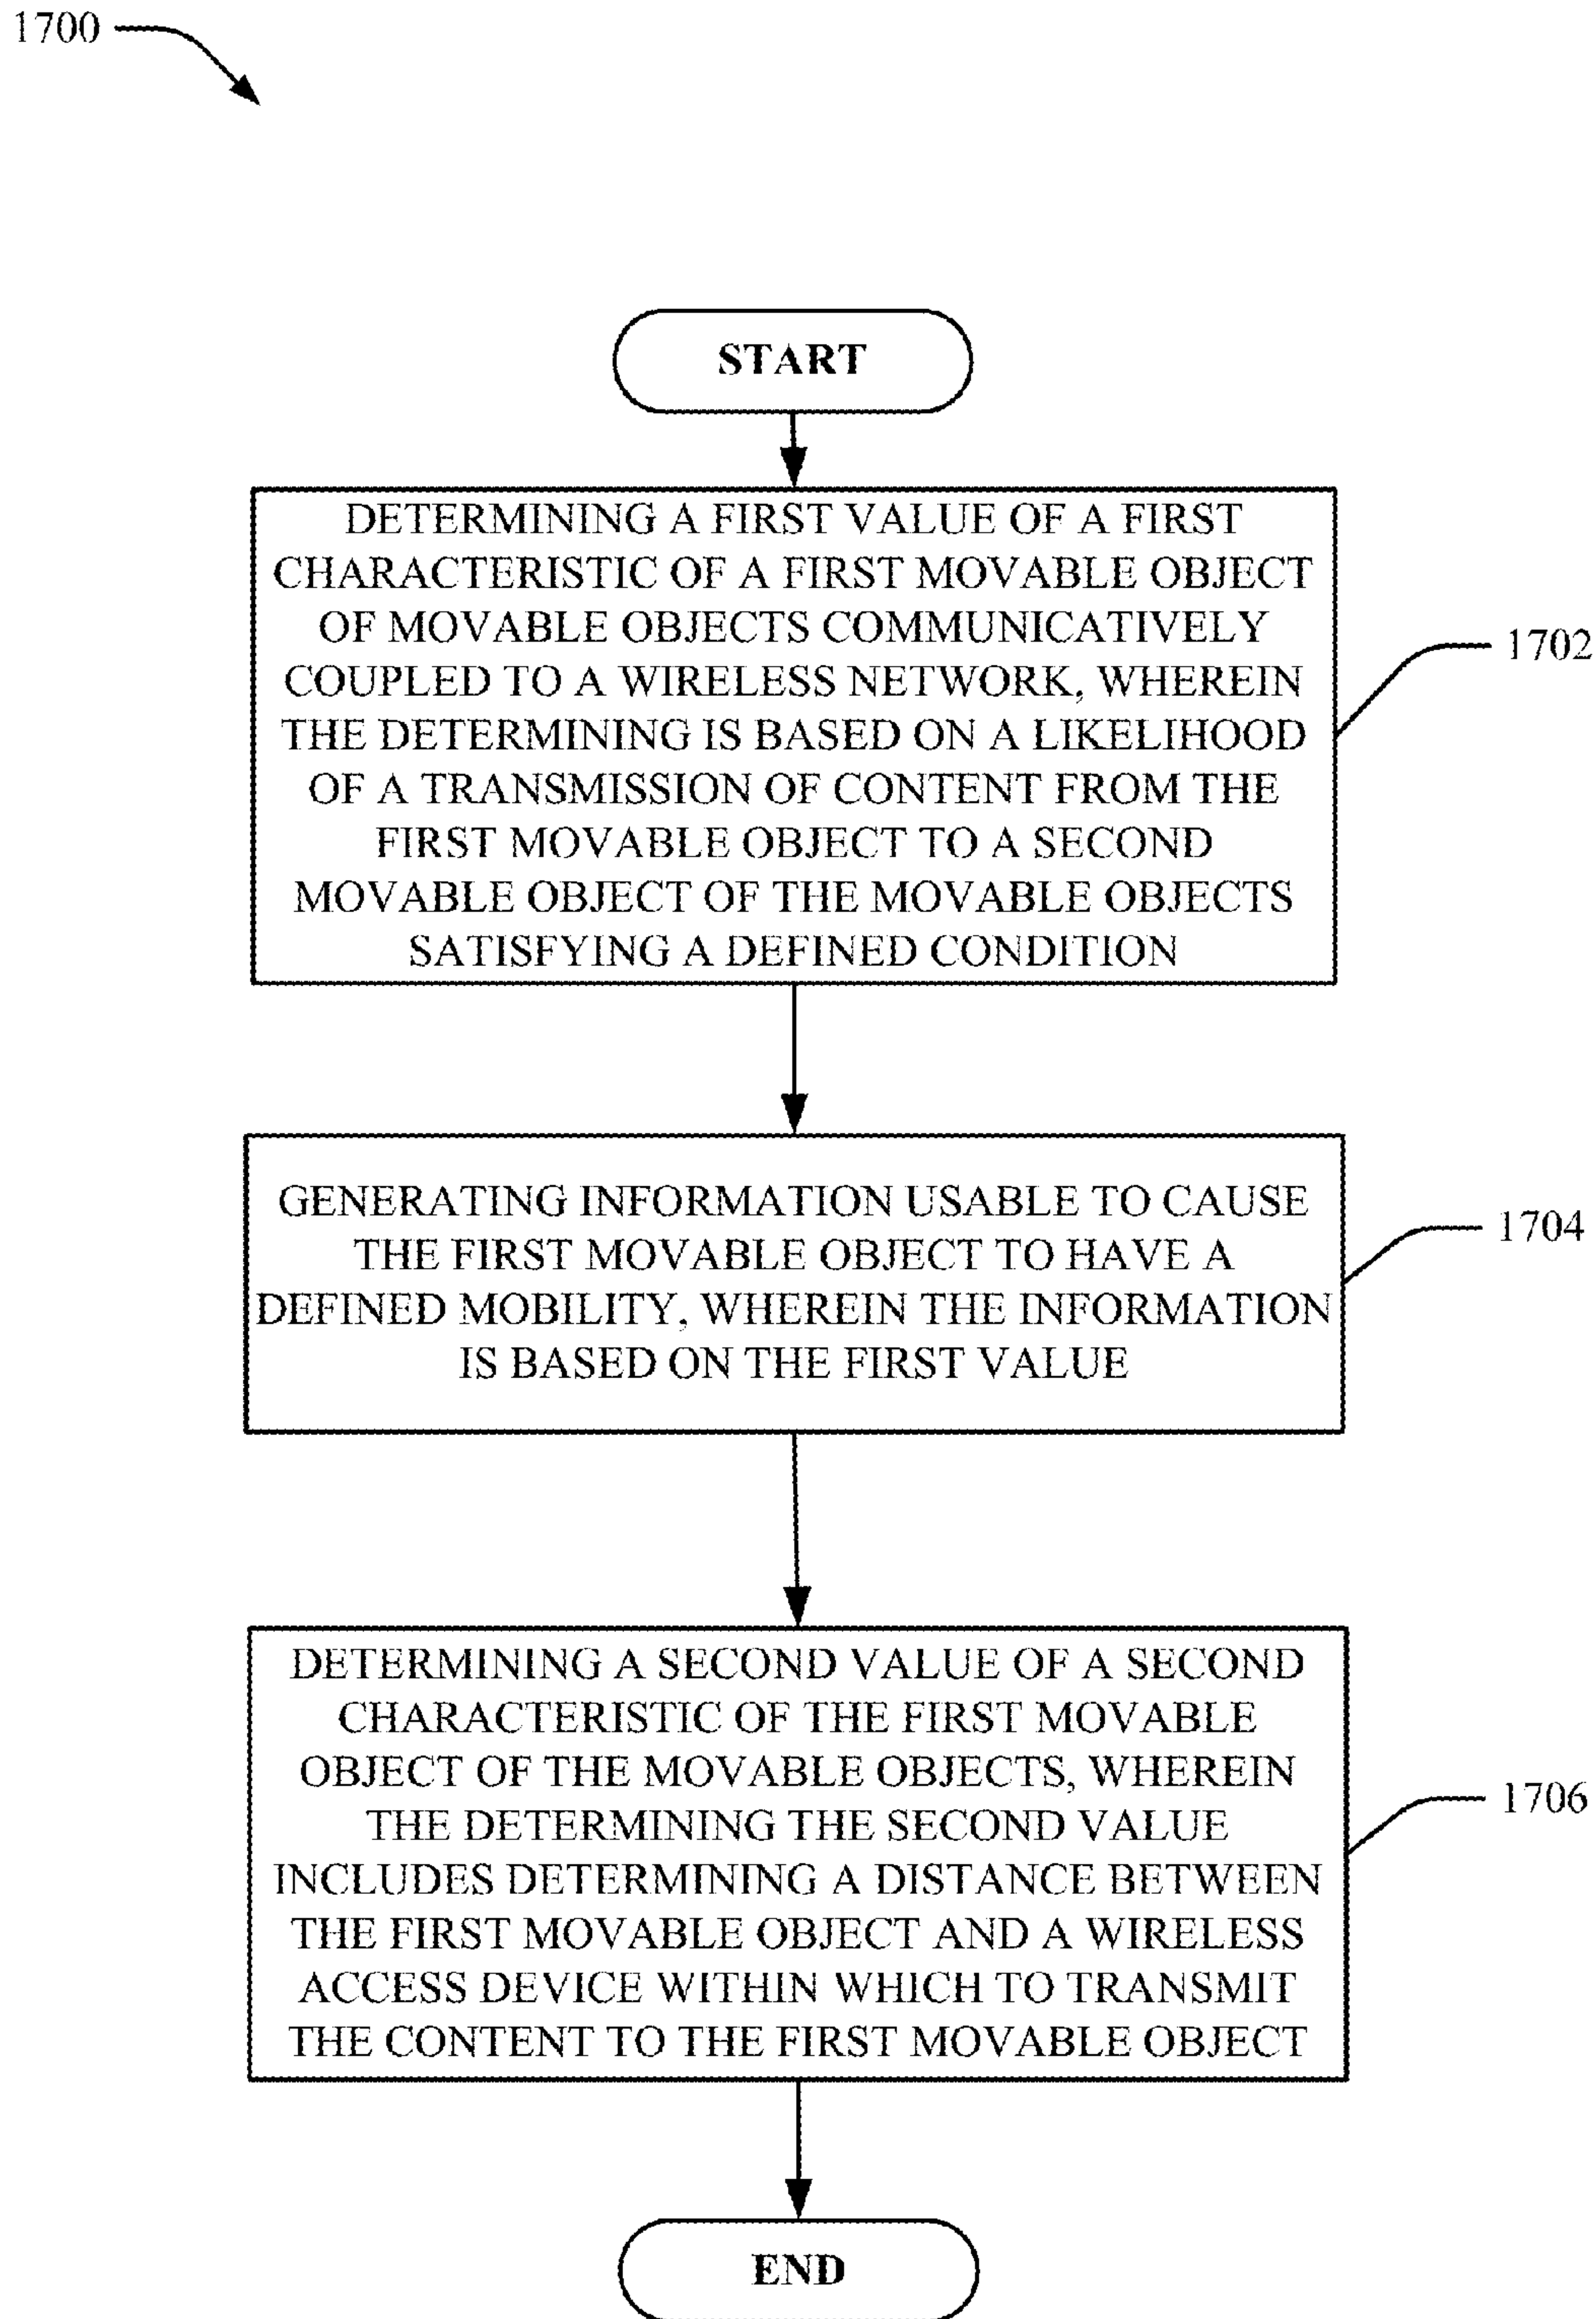 1700
START
DETERMINING A FIRST VALUE OF A FIRST
CHARACTERISTIC OF A FIRST MOVABLE OBJECT
OF MOVABLE OBJECTS COMMUNICATIVELY
COUPLED TO A WIRELESS NETWORK, WHEREIN
THE DETERMINING IS BASED ON A LIKELIHOOD
OF A TRANSMISSION OF CONTENT FROM THE
FIRST MOVABLE OBJECT TO A SECOND
MOVABLE OBJECT OF THE MOVABLE OBJECTS
SATISFYING A DEFINED CONDITION
1702
GENERATING INFORMATION USABLE TO CAUSE
THE FIRST MOVABLE OBJECT TO HAVE A
DEFINED MOBILITY, WHEREIN THE INFORMATION
IS BASED ON THE FIRST VALUE
1704
DETERMINING A SECOND VALUE OF A SECOND
CHARACTERISTIC OF THE FIRST MOVABLE
OBJECT OF THE MOVABLE OBJECTS, WHEREIN
THE DETERMINING THE SECOND VALUE
INCLUDES DETERMINING A DISTANCE BETWEEN
THE FIRST MOVABLE OBJECT AND A WIRELESS
ACCESS DEVICE WITHIN WHICH TO TRANSMIT
THE CONTENT TO THE FIRST MOVABLE OBJECT
1706
END